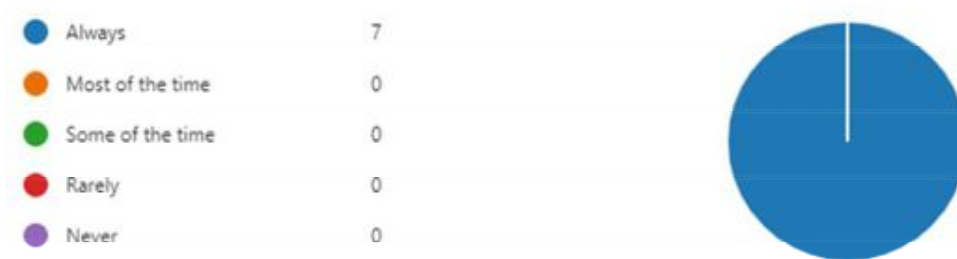 Always 7
Most of the time 0
Some of the time 0
Rarely 0
Never 0